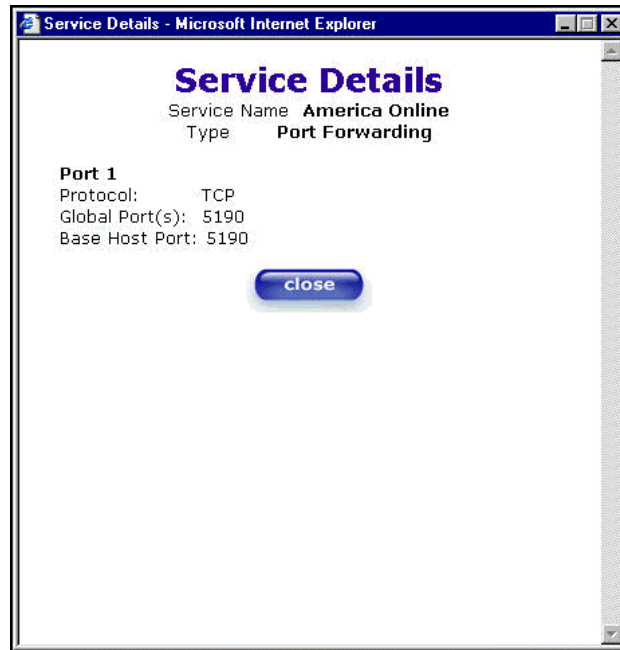 Service Details - Microsoft Internet Explorer
Service Details
Service Name America Online
Type Port Forwarding
Port 1
Protocol: TCP
Global Port(s): 5190
Base Host Port: 5190
close